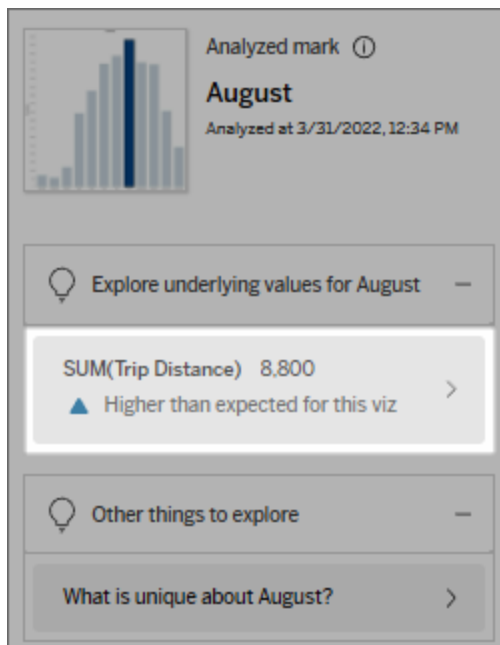 Analyzed mark
August
Analyzed at 3/31/2022, 12:34 PM
Explore underlying values for August
SUM(Trip Distance) 8,800
Higher than expected for this viz
Other things to explore
What is unique about August?